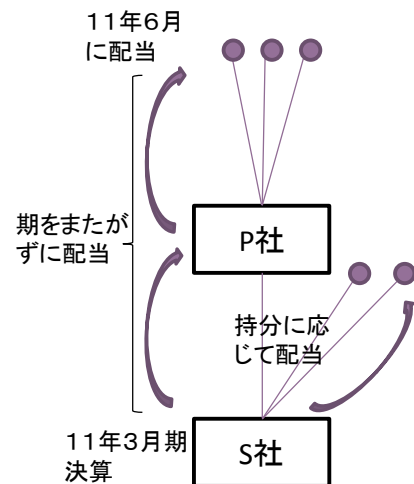 11年6月
に配当
期をまたが
ずに配当
P社
持分に応
じて配当
11年3月期
決算
S社